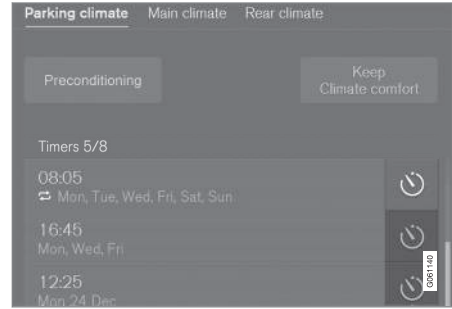 Parking climate Main climate Rear climate
Preconditioning
Keep
Climate comfort
Timers 5/8
08:05
Mon, Tue, Wed, Fri, Sat, Sun
16:45
Mon, Wed, Fri
12:25
Mon 24 Dec
G061140